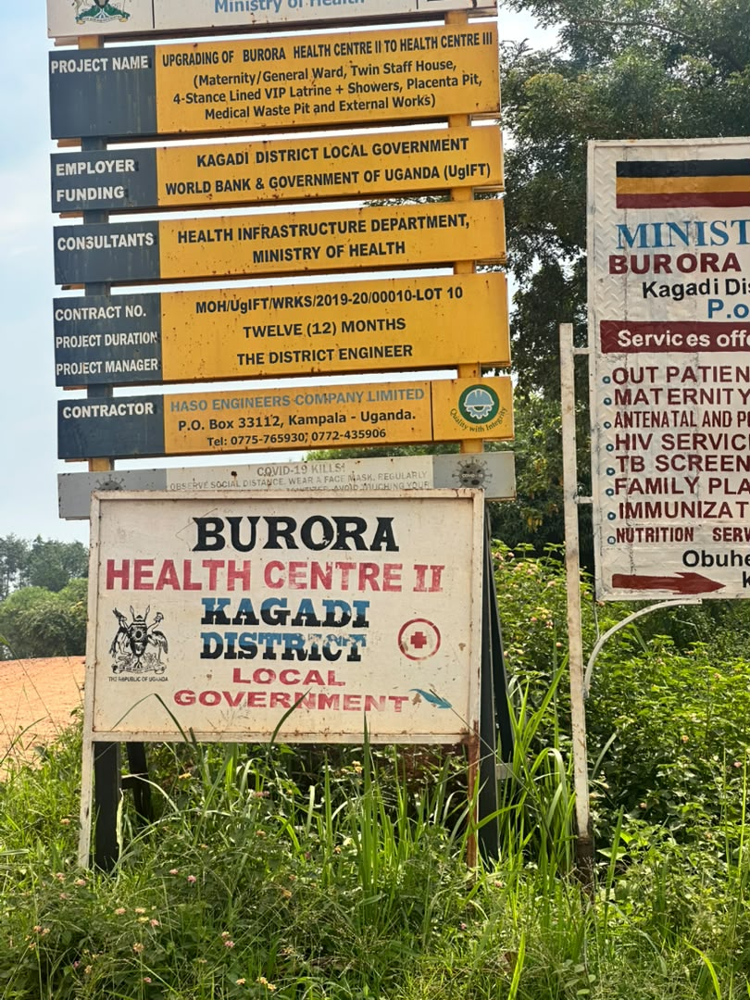 Ministry of Health
PROJECT NAME
UPGRADING OF BURORA HEALTH CENTRE II TO HEALTH CENTRE III
(Maternity/General Ward, Twin Staff House,
4-Stance Lined VIP Latrine + Showers, Placenta Pit,
Medical Waste Pit and External Works)
EMPLOYER
KAGADI DISTRICT LOCAL GOVERNMENT
FUNDING
WORLD BANK & GOVERNMENT OF UGANDA (UgIFT)
CONSULTANTS
HEALTH INFRASTRUCTURE DEPARTMENT,
MINISTRY OF HEALTH
CONTRACT NO.
MOH/UgIFT/WRKS/2019-20/00010-LOT 10
PROJECT DURATION
TWELVE (12) MONTHS
PROJECT MANAGER
THE DISTRICT ENGINEER
CONTRACTOR
HASO ENGINEERS COMPANY LIMITED
P.O. Box 33112, Kampala - Uganda.
Tel: 0775-765930, 0772-435906
Quality with Integrity
COVID-19 KILLS!
OBSERVE SOCIAL DISTANCE, WEAR A FACE MASK, REGULARLY
BURORA
HEALTH CENTRE II
KAGADI
DISTRICT
LOCAL
GOVERNMENT
THE REPUBLIC OF UGANDA
MINIST
BURORA
Kagadi Dis
P.o
Services offe
OUT PATIEN
MATERNITY
ANTENATAL AND P
HIV SERVIC
TB SCREEN
FAMILY PLA
IMMUNIZAT
NUTRITION SERV
Obuhe
K